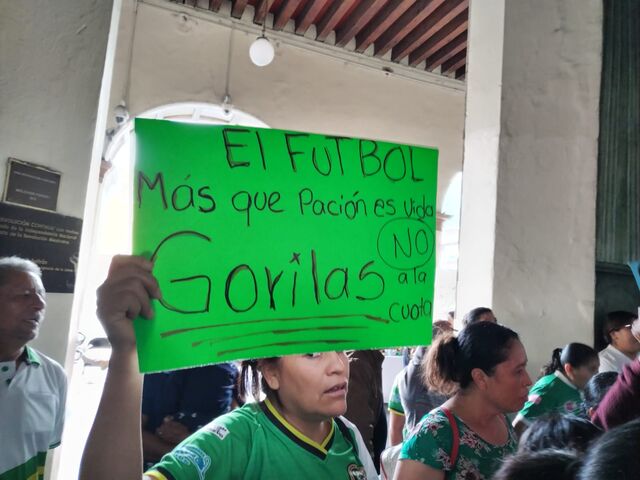 El FUTBOL
Más que Pación es vida
NO
Gorilas
a la
cuota